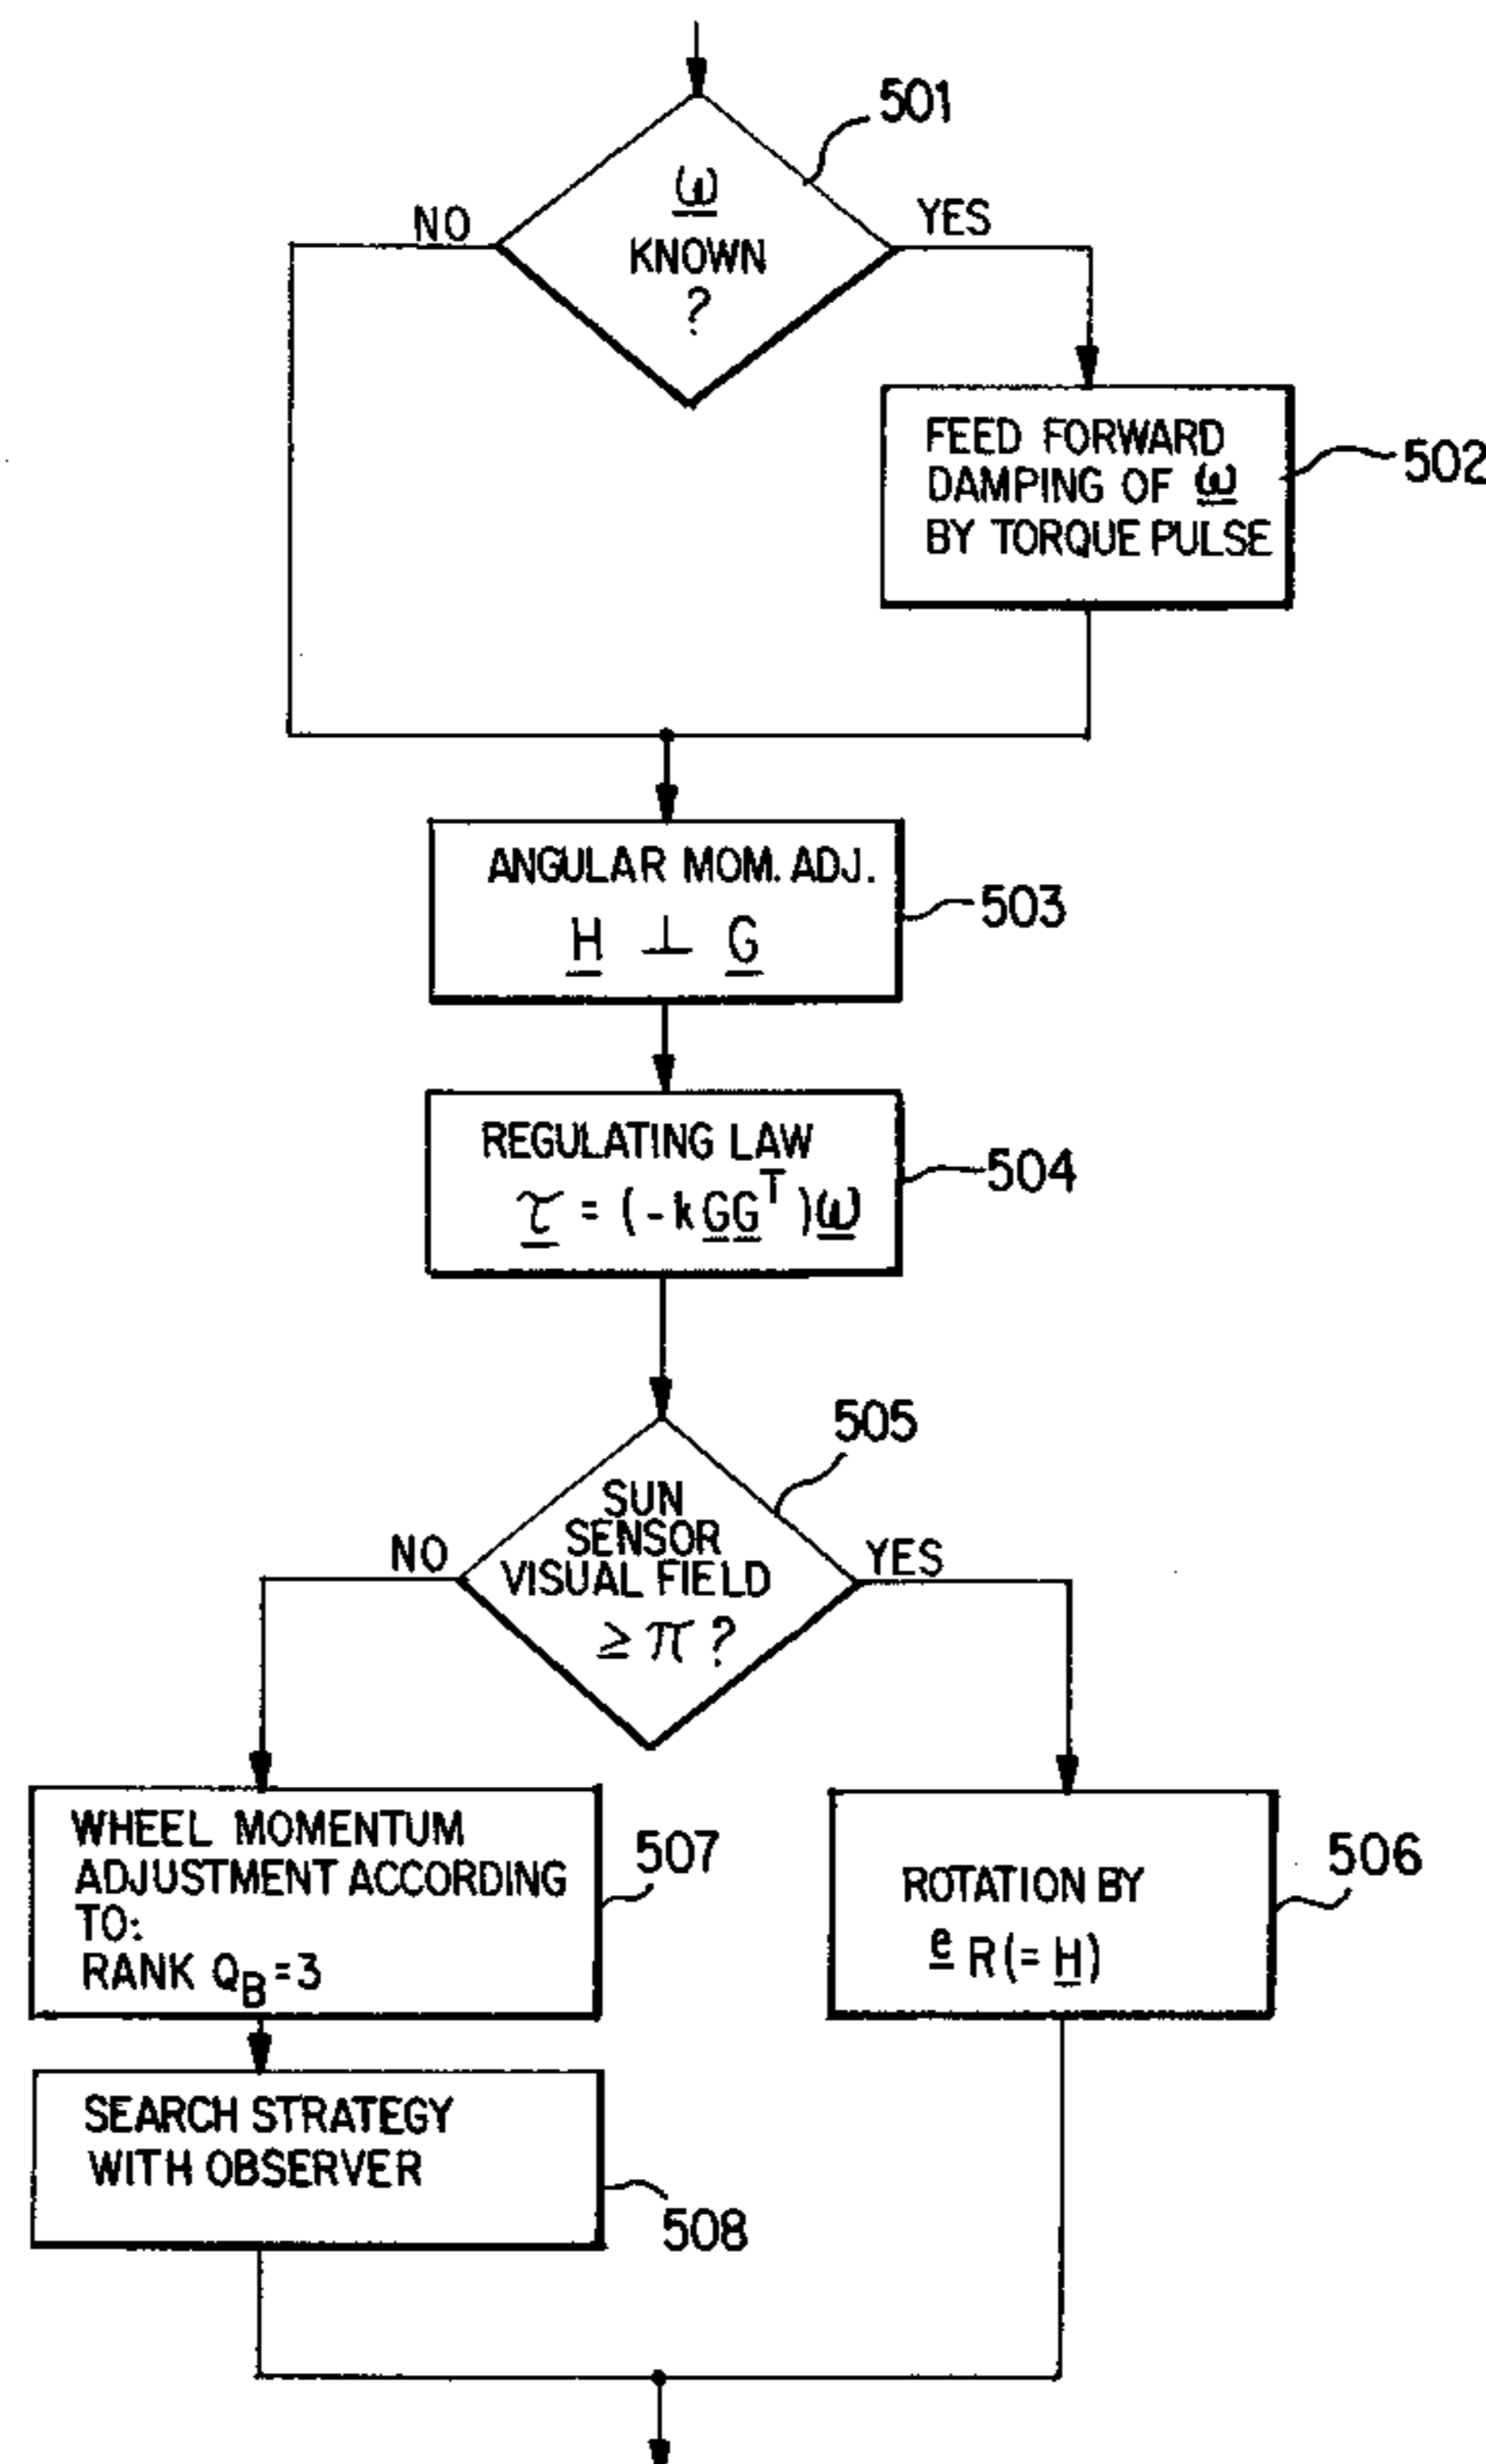 501
ω
KNOWN
?
NO
YES
FEED FORWARD
DAMPING OF ω
BY TORQUE PULSE
502
ANGULAR MOM. ADJ.
H ⊥ G
503
REGULATING LAW
τ = (-kGGᵀ)ω
504
505
SUN
SENSOR
VISUAL FIELD
≥ π ?
NO
YES
WHEEL MOMENTUM
ADJUSTMENT ACCORDING
TO:
RANK Q_B = 3
507
ROTATION BY
e R (= H)
506
SEARCH STRATEGY
WITH OBSERVER
508